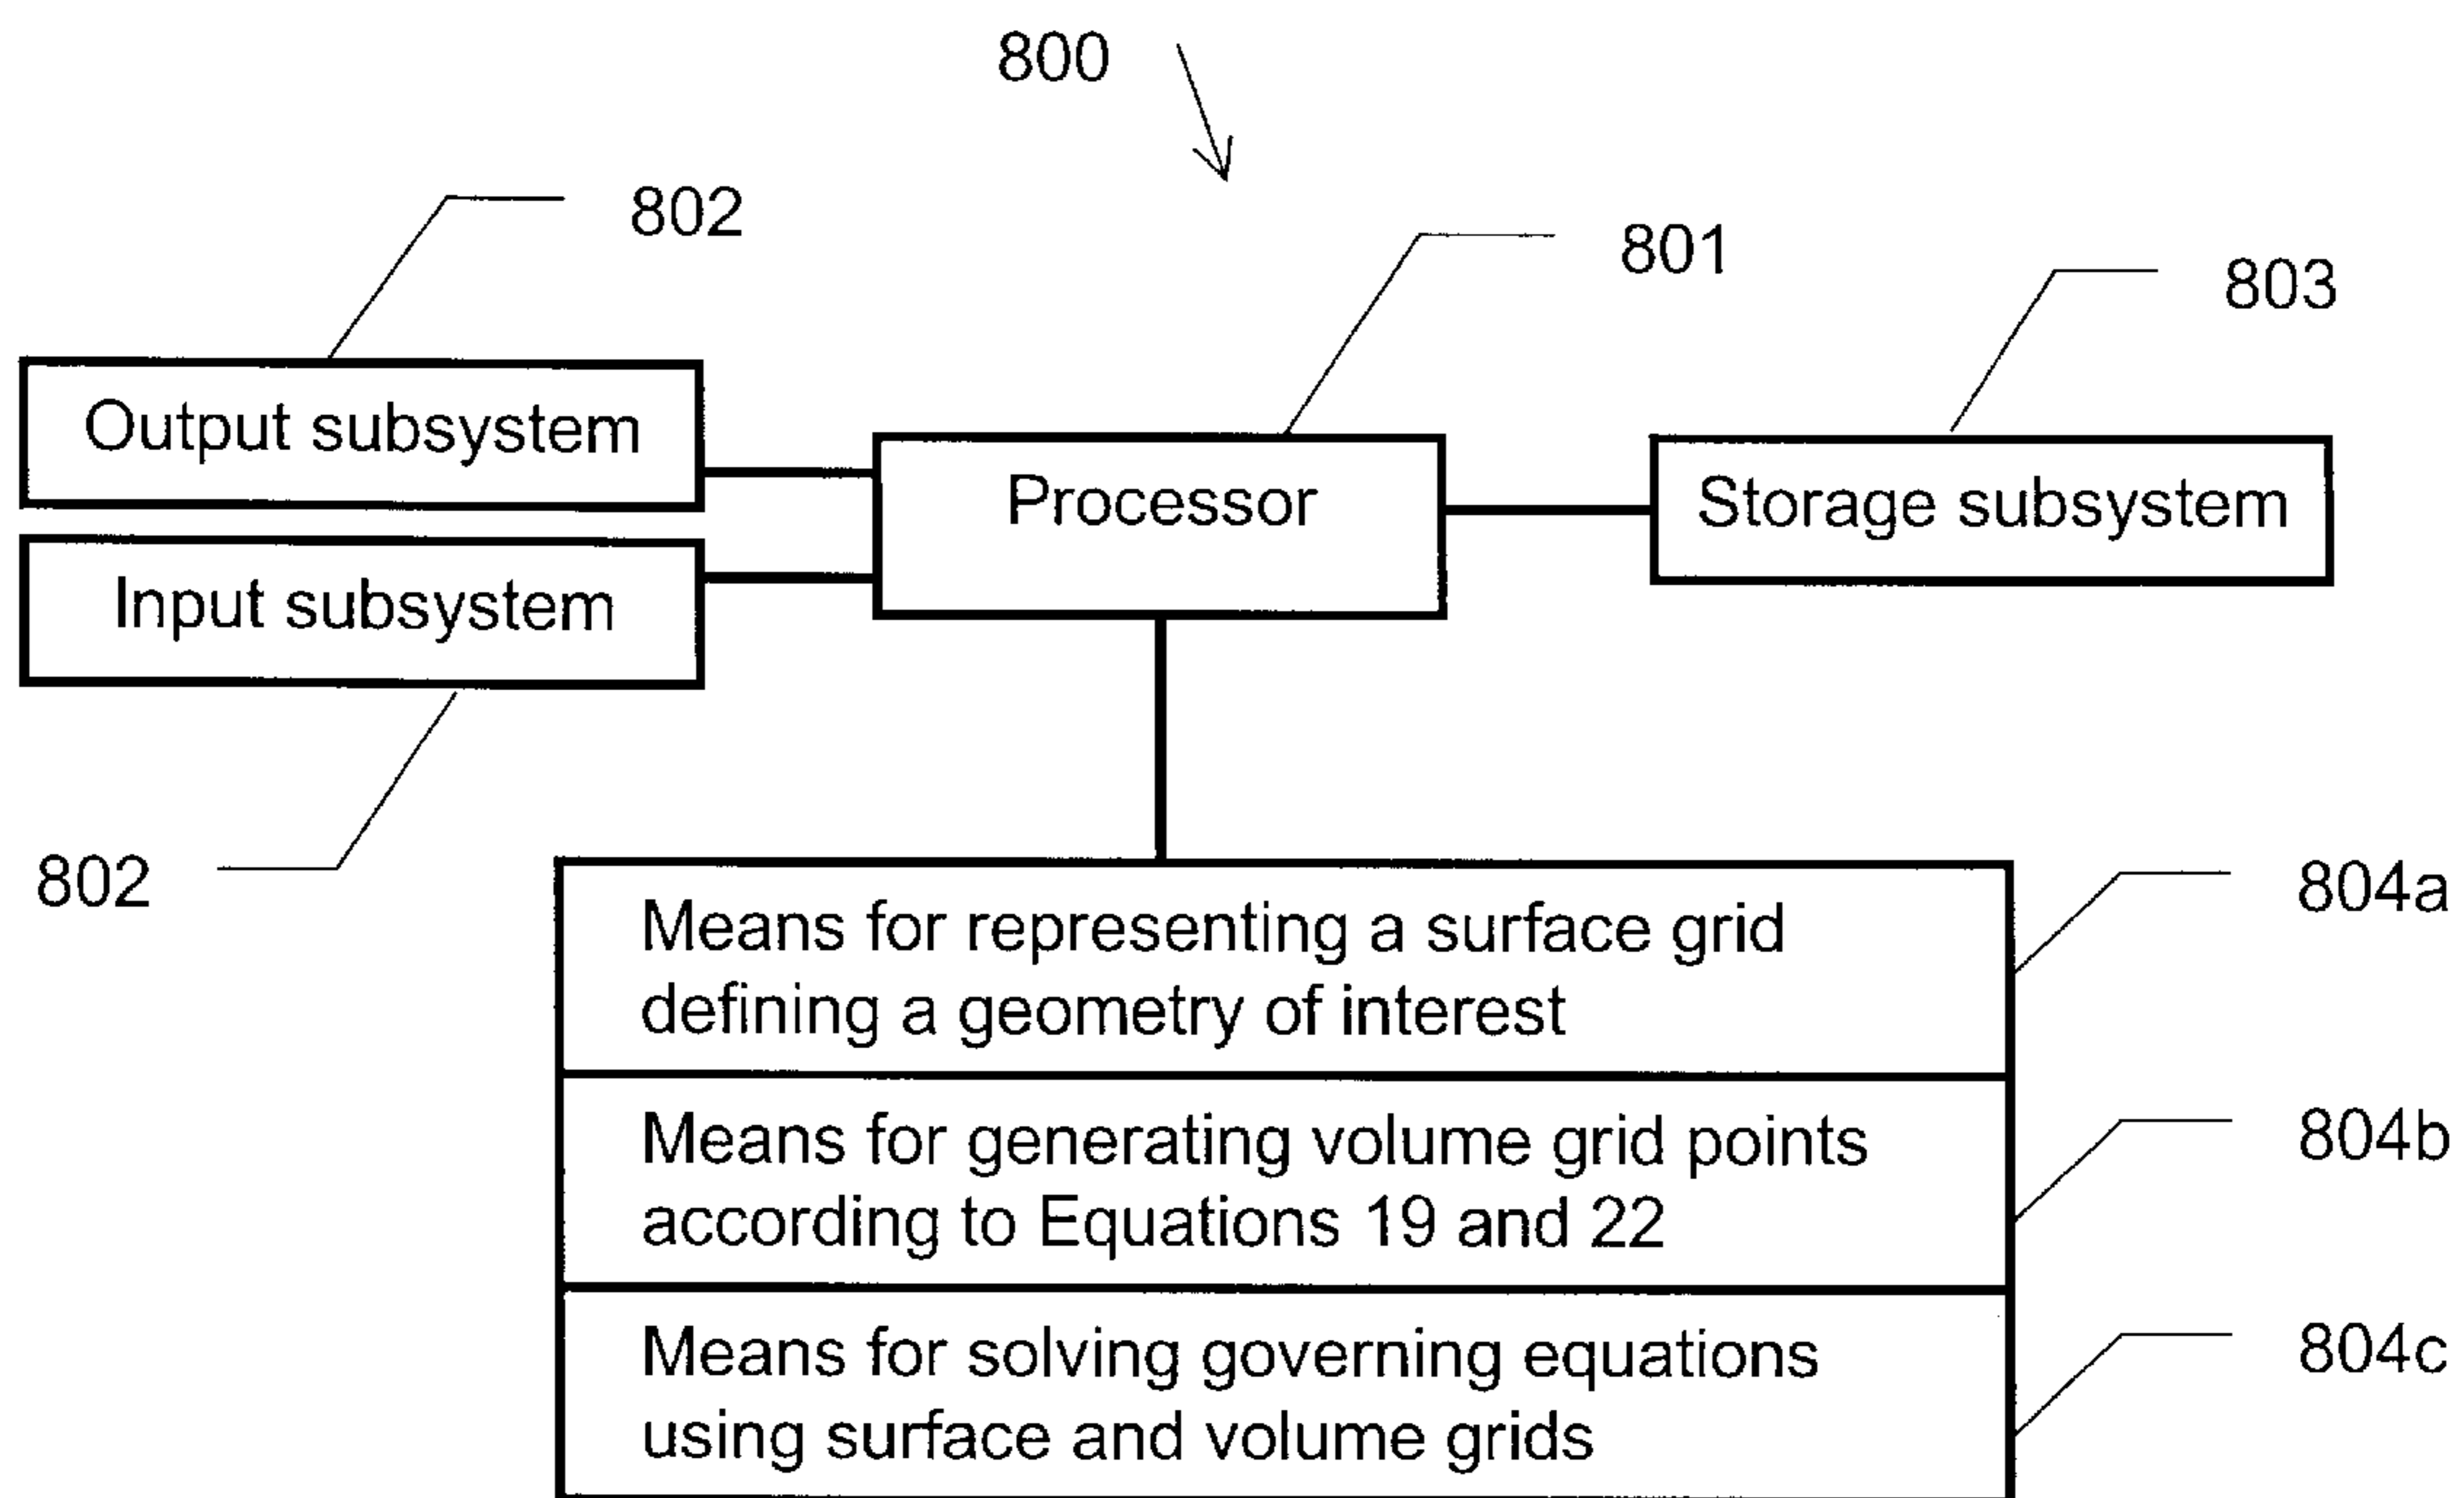 800
802
801
803
Output subsystem
Processor
Storage subsystem
Input subsystem
802
804a
Means for representing a surface grid
defining a geometry of interest
804b
Means for generating volume grid points
according to Equations 19 and 22
804c
Means for solving governing equations
using surface and volume grids